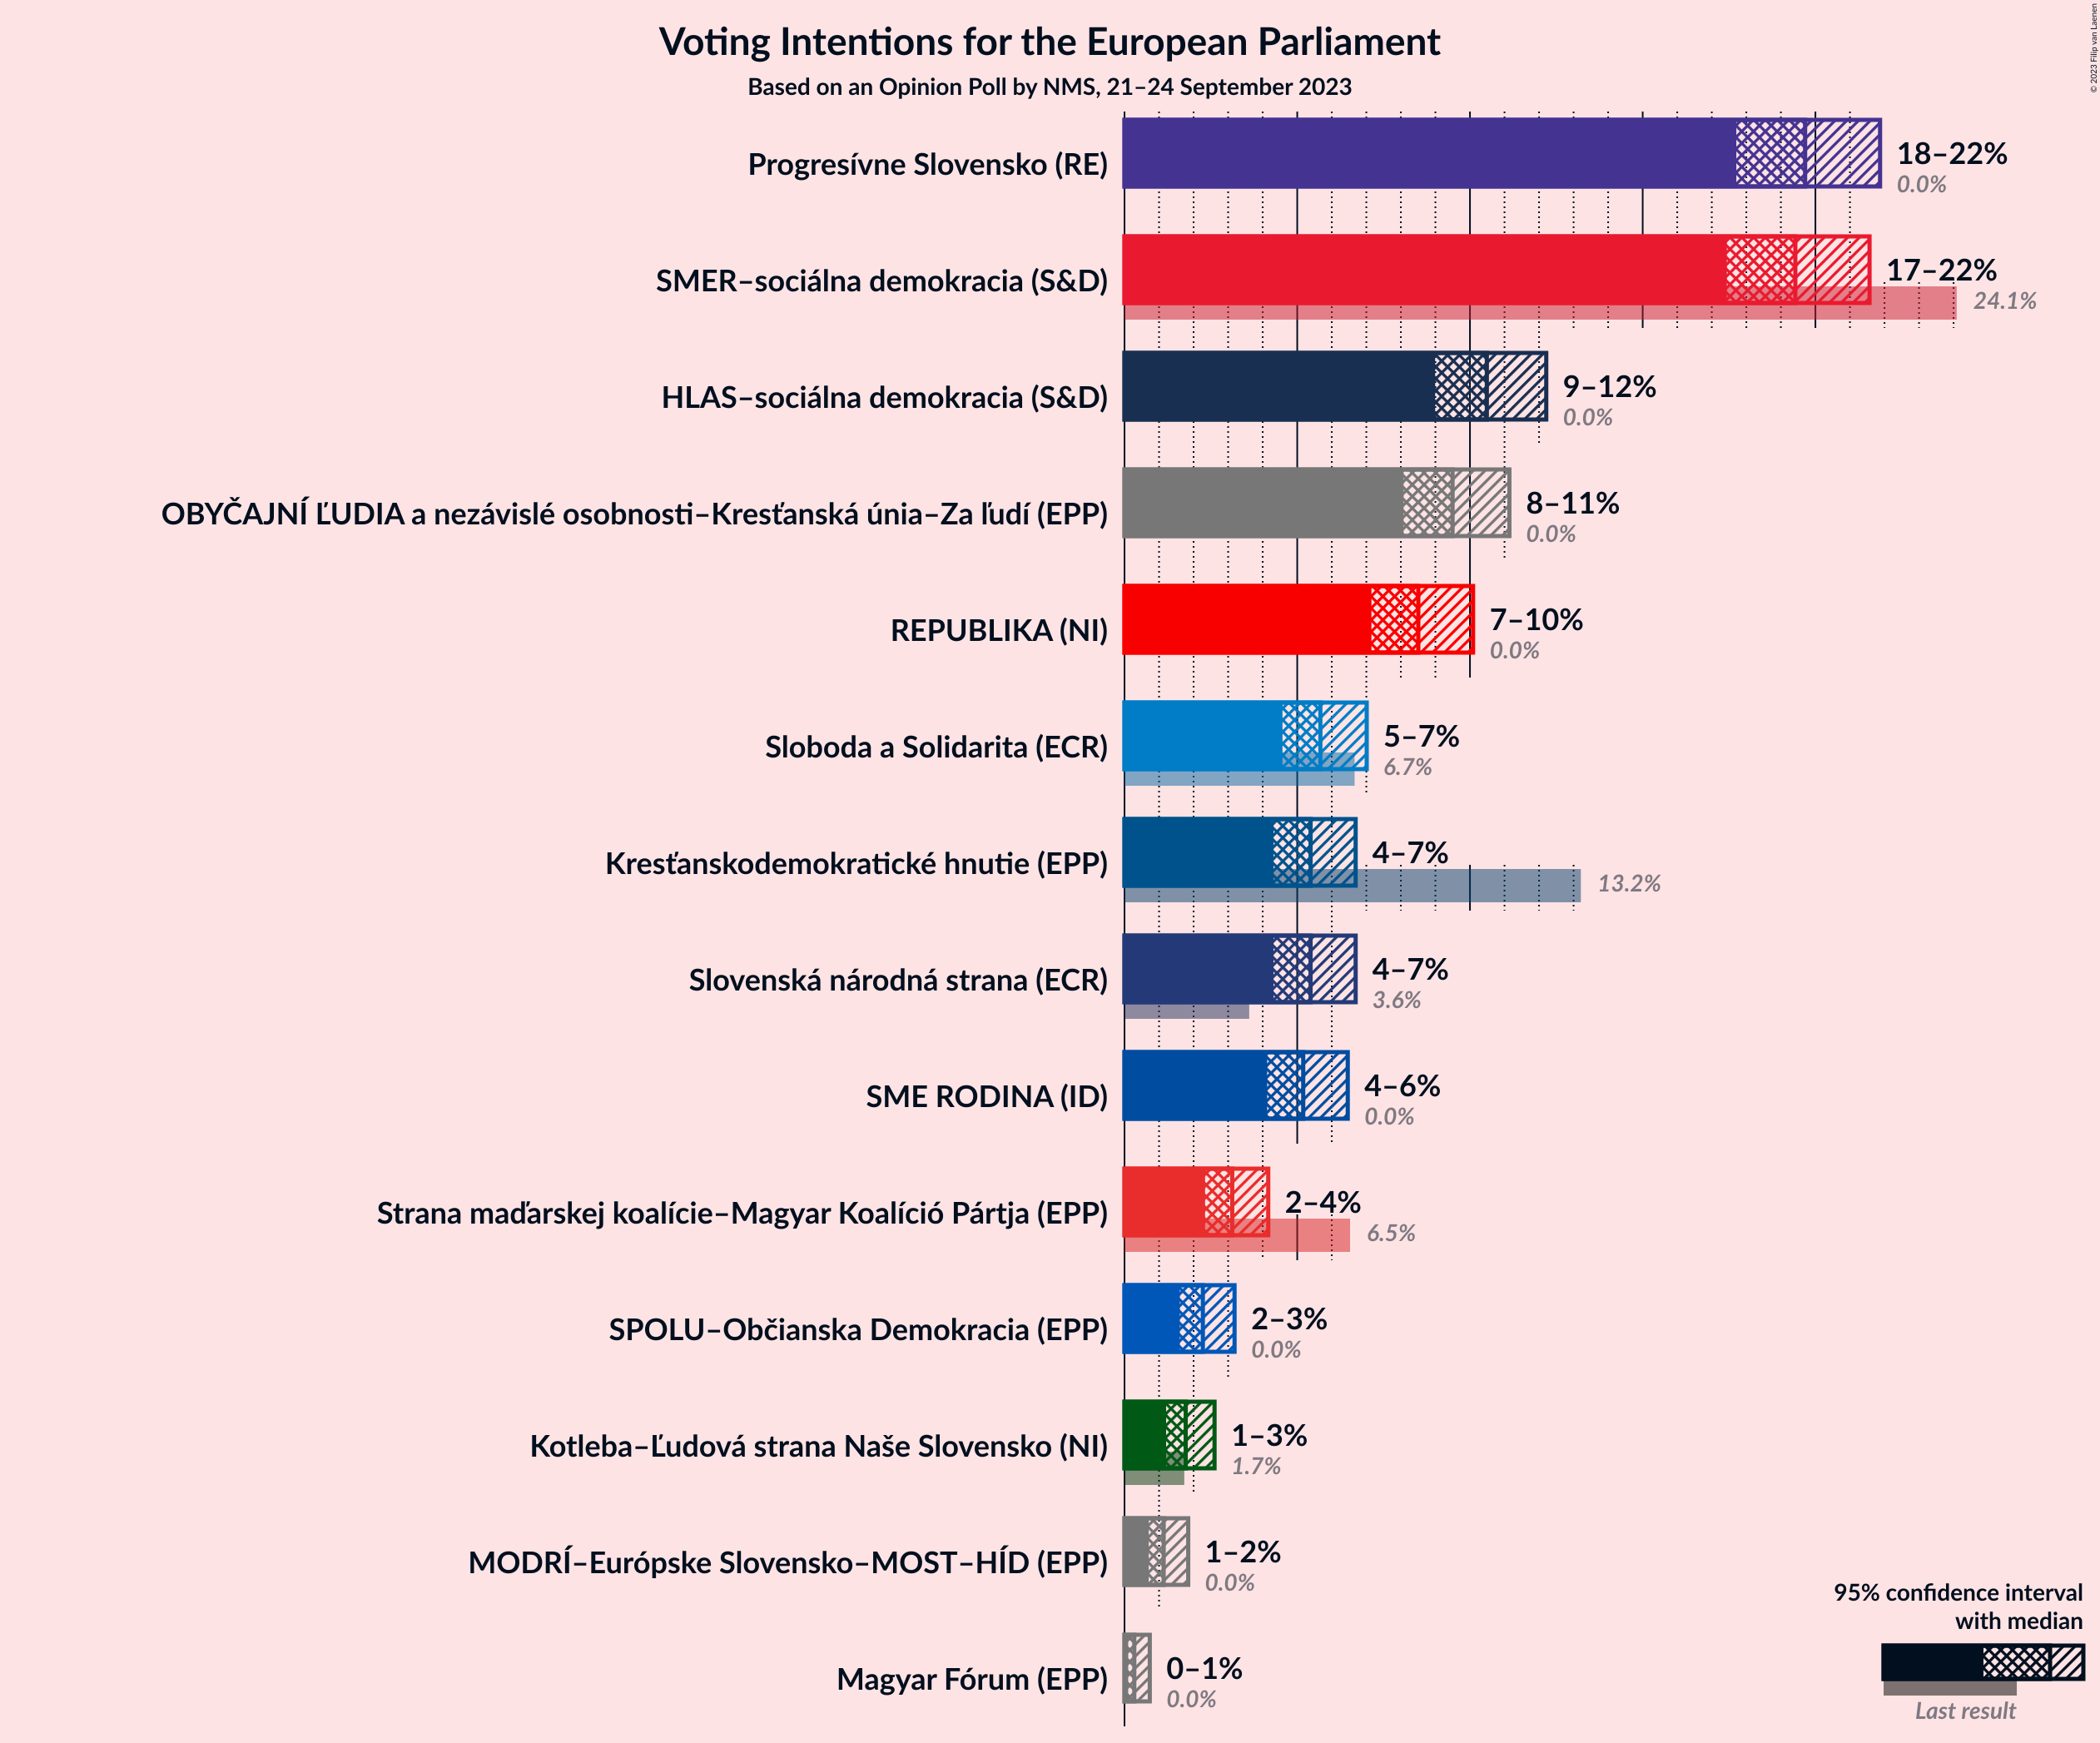 Voting Intentions for the European Parliament
Based on an Opinion Poll by NMS, 21–24 September 2023
© 2023 Filip van Laenen
Progresívne Slovensko (RE)
18–22%
0.0%
SMER–sociálna demokracia (S&D)
17–22%
24.1%
HLAS–sociálna demokracia (S&D)
9–12%
0.0%
OBYČAJNÍ ĽUDIA a nezávislé osobnosti–Kresťanská únia–Za ľudí (EPP)
8–11%
0.0%
REPUBLIKA (NI)
7–10%
0.0%
Sloboda a Solidarita (ECR)
5–7%
6.7%
Kresťanskodemokratické hnutie (EPP)
4–7%
13.2%
Slovenská národná strana (ECR)
4–7%
3.6%
SME RODINA (ID)
4–6%
0.0%
Strana maďarskej koalície–Magyar Koalíció Pártja (EPP)
2–4%
6.5%
SPOLU–Občianska Demokracia (EPP)
2–3%
0.0%
Kotleba–Ľudová strana Naše Slovensko (NI)
1–3%
1.7%
MODRÍ–Európske Slovensko–MOST–HÍD (EPP)
1–2%
0.0%
Magyar Fórum (EPP)
0–1%
0.0%
95% confidence interval
with median
Last result